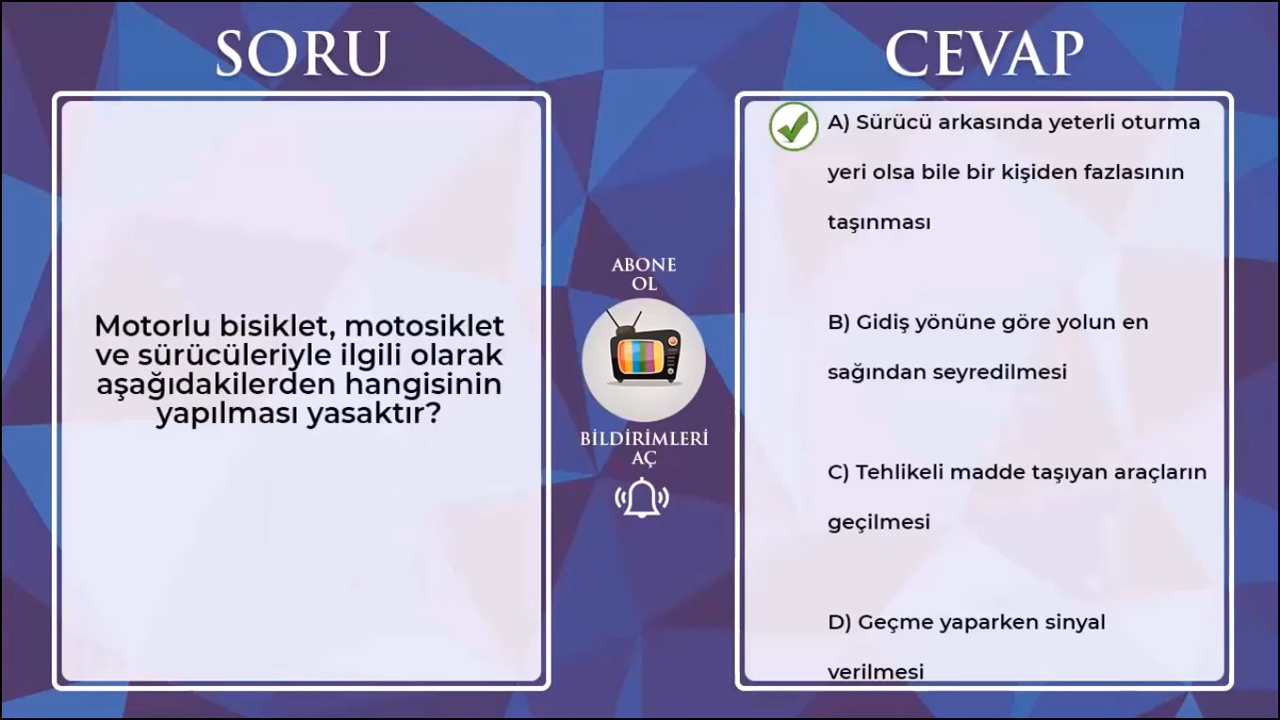 SORU
Motorlu bisiklet, motosiklet
ve sürücüleriyle ilgili olarak
aşağıdakilerden hangisinin
yapılması yasaktır?
ABONE
OL
BİLDİRİMLERİ
AÇ
CEVAP
A) Sürücü arkasında yeterli oturma
yeri olsa bile bir kişiden fazlasının
taşınması
B) Gidiş yönüne göre yolun en
sağından seyredilmesi
C) Tehlikeli madde taşıyan araçların
geçilmesi
D) Geçme yaparken sinyal
verilmesi